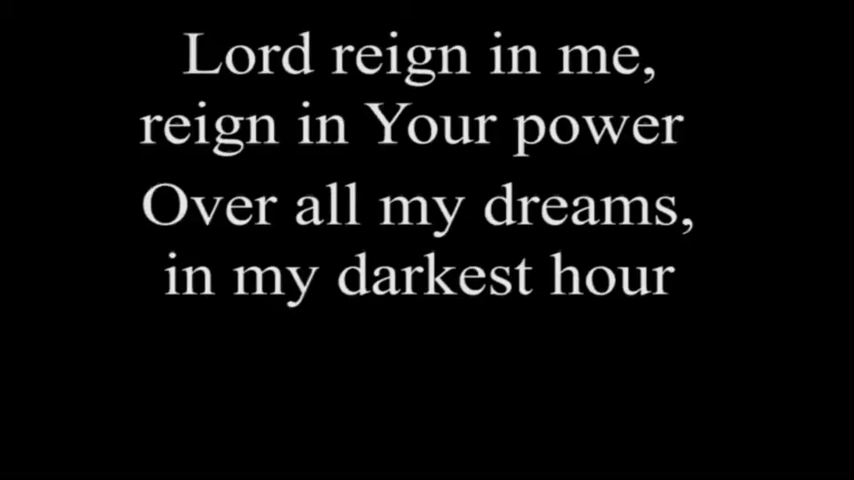 Lord reign in me,
reign in Your power
Over all my dreams,
in my darkest hour